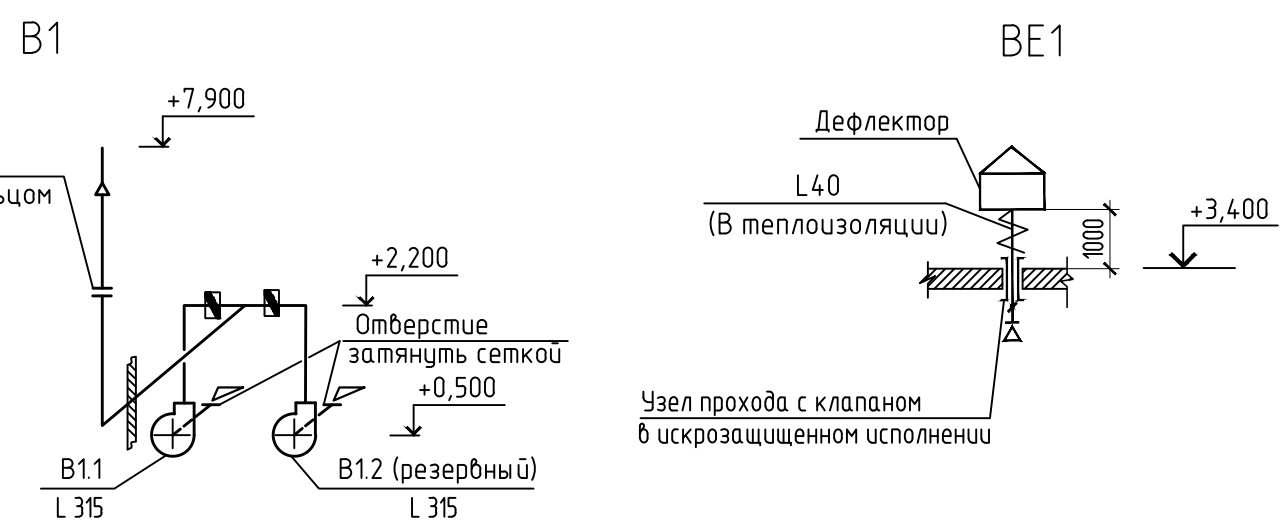 В1
+7,900
+2,200
Отверстие
затянуть сеткой
+0,500
В1.1
L 315
В1.2 (резервный)
L 315
ВЕ1
Дефлектор
L40
(В теплоизоляции)
1000
+3,400
Узел прохода с клапаном
в искрозащищенном исполнении